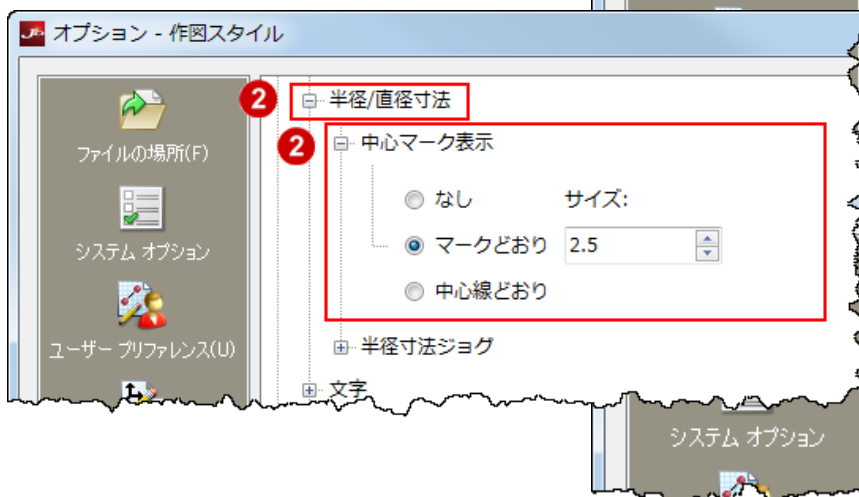 オプション - 作図スタイル
ファイルの場所(F)
システム オプション
ユーザー プリファレンス(U)
2
半径/直径寸法
2
中心マーク表示
なし サイズ:
マークどおり 2.5
中心線どおり
半径寸法ジョグ
文字
システム オプション